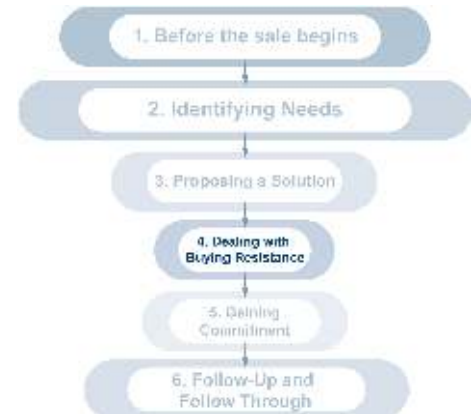 1. Before the sale begins
2. Identifying Needs
3. Proposing a Solution
4. Dealing with
Buying Resistance
5. Gaining
Commitment
6. Follow-Up and
Follow Through